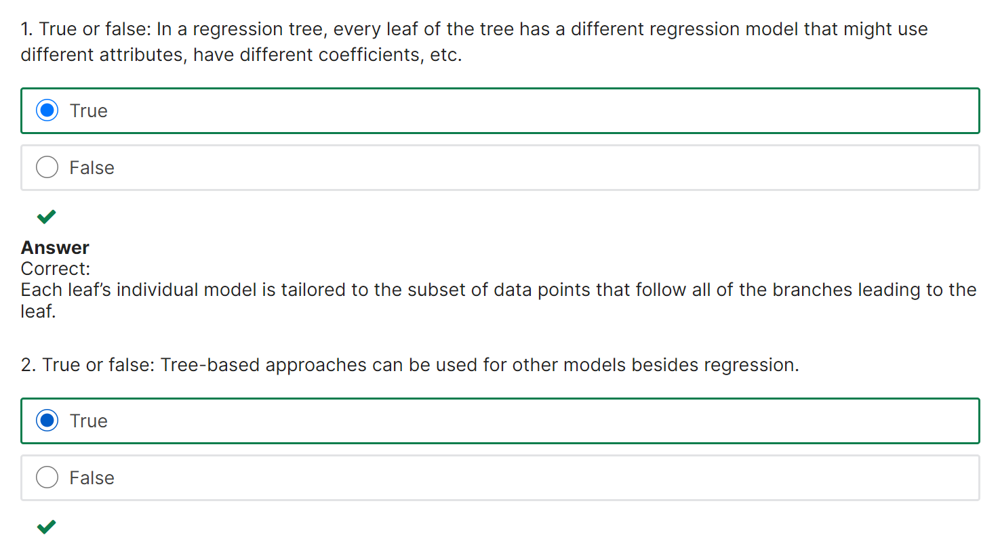 1. True or false: In a regression tree, every leaf of the tree has a different regression model that might use
different attributes, have different coefficients, etc.
True
False
Answer
Correct:
Each leaf’s individual model is tailored to the subset of data points that follow all of the branches leading to the
leaf.
2. True or false: Tree-based approaches can be used for other models besides regression.
True
False